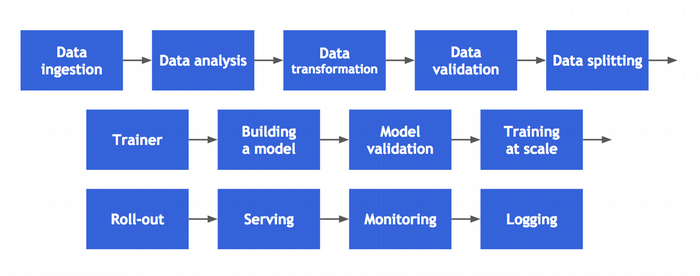 Data
ingestion
Data analysis
Data
transformation
Data
validation
Data splitting
Trainer
Building
a model
Model
validation
Training
at scale
Roll-out
Serving
Monitoring
Logging